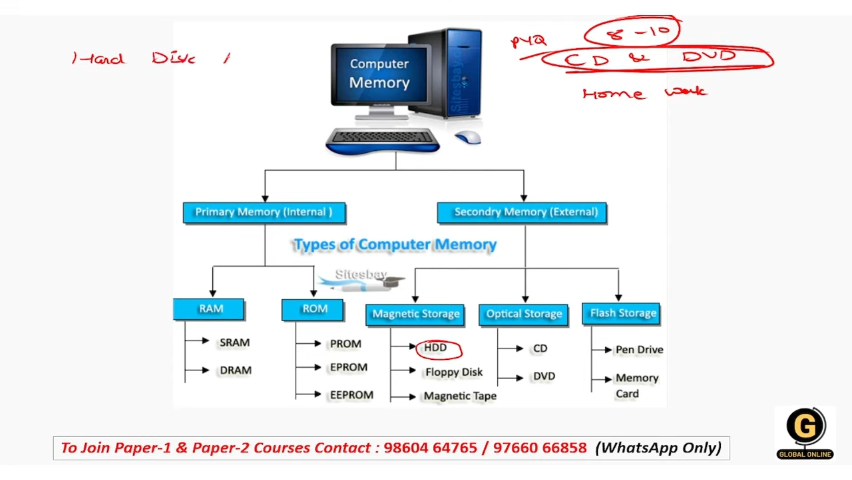 PYQ
8-10
Hard Disk
CD & DVD
Home work
Computer
Memory
Sitesbay
Primary Memory (Internal )
Secondry Memory (External)
Types of Computer Memory
Sitesbay
RAM
ROM
Magnetic Storage
Optical Storage
Flash Storage
SRAM
PROM
HDD
CD
Pen Drive
DRAM
EPROM
Floppy Disk
DVD
Memory
Card
EEPROM
Magnetic Tape
To Join Paper-1 & Paper-2 Courses Contact : 98604 64765 / 97660 66858 (WhatsApp Only)
G
GLOBAL ONLINE